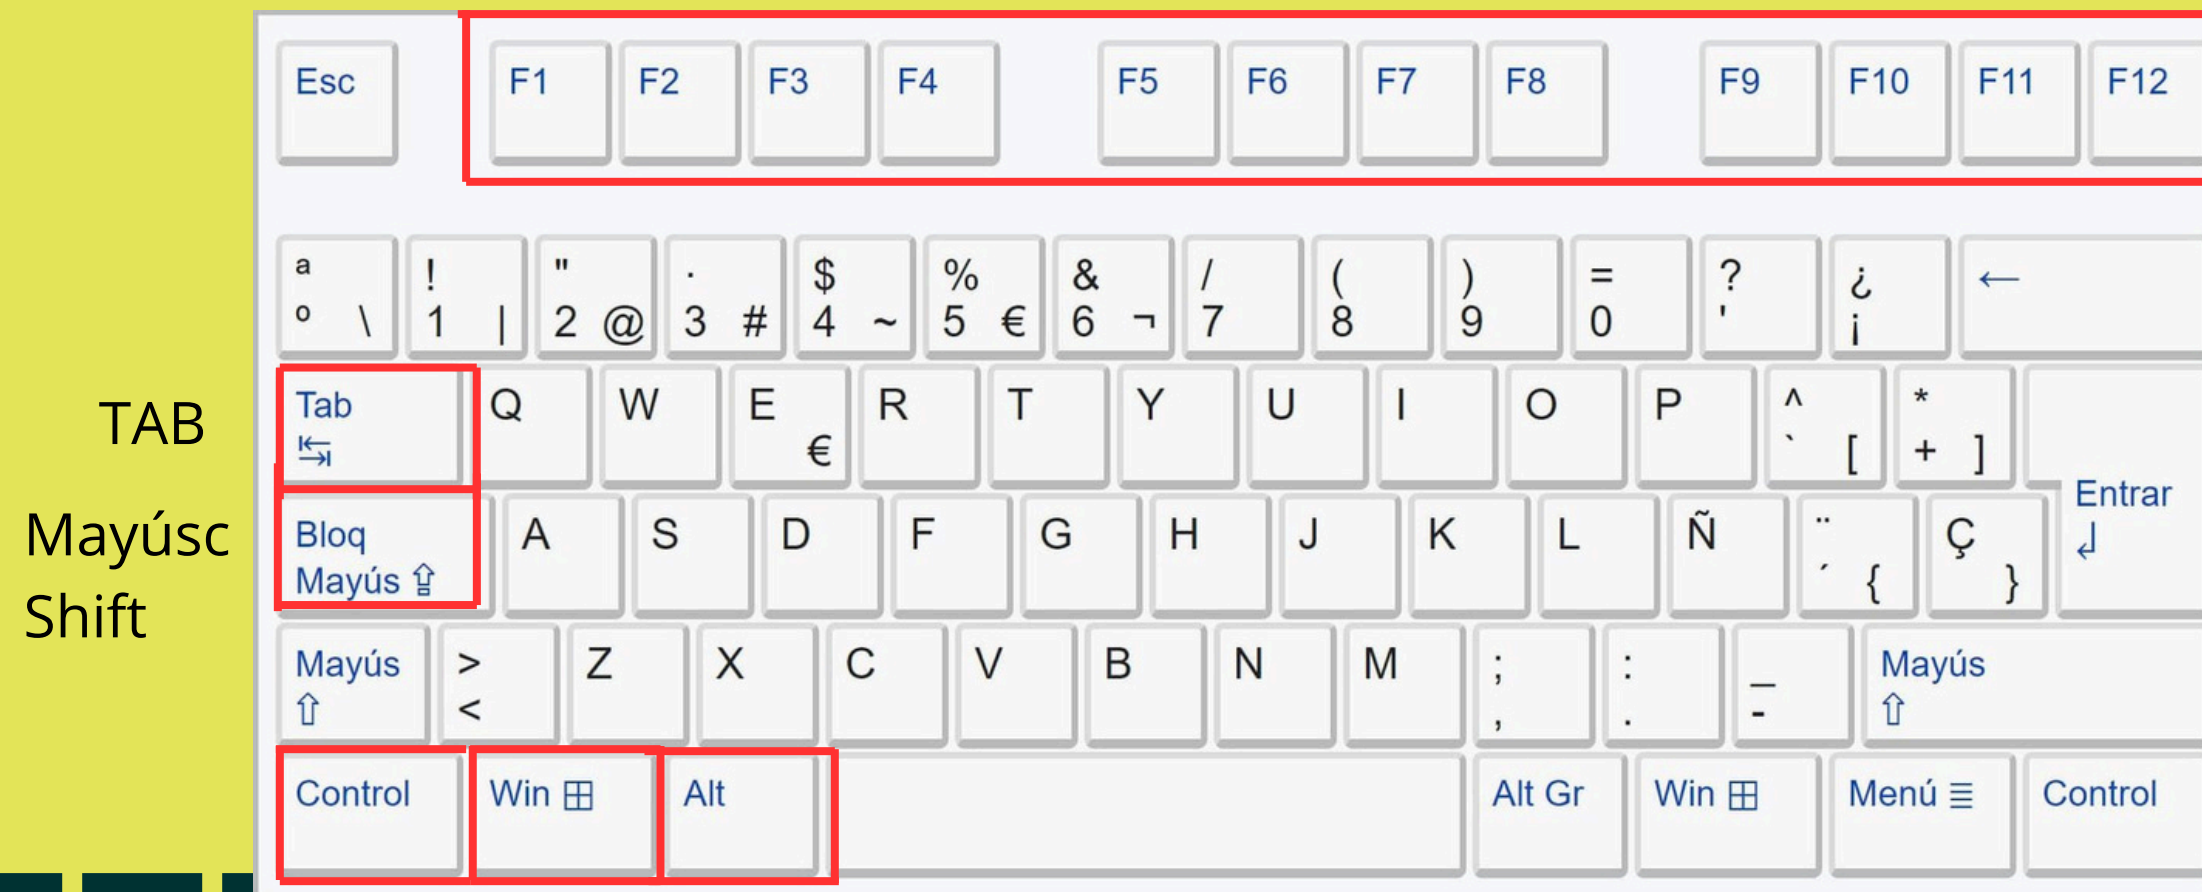 Esc F1 F2 F3 F4 F5 F6 F7 F8 F9 F10 F11 F12
ª ! " · $ % & / ( ) = ? ¿ ←
º \ 1 | 2 @ 3 # 4 ~ 5 € 6 ¬ 7 8 9 0 ' ¡
Tab Q W E R T Y U I O P ^ *
↹ € ` [ + ]
TAB
Entrar
Bloq A S D F G H J K L Ñ ¨ Ç ↲
Mayús ⇪ ´ { }
Mayúsc
Shift
Mayús > Z X C V B N M ; : _ Mayús
⇧ < , . - ⇧
Control Win ⊞ Alt Alt Gr Win ⊞ Menú ≣ Control